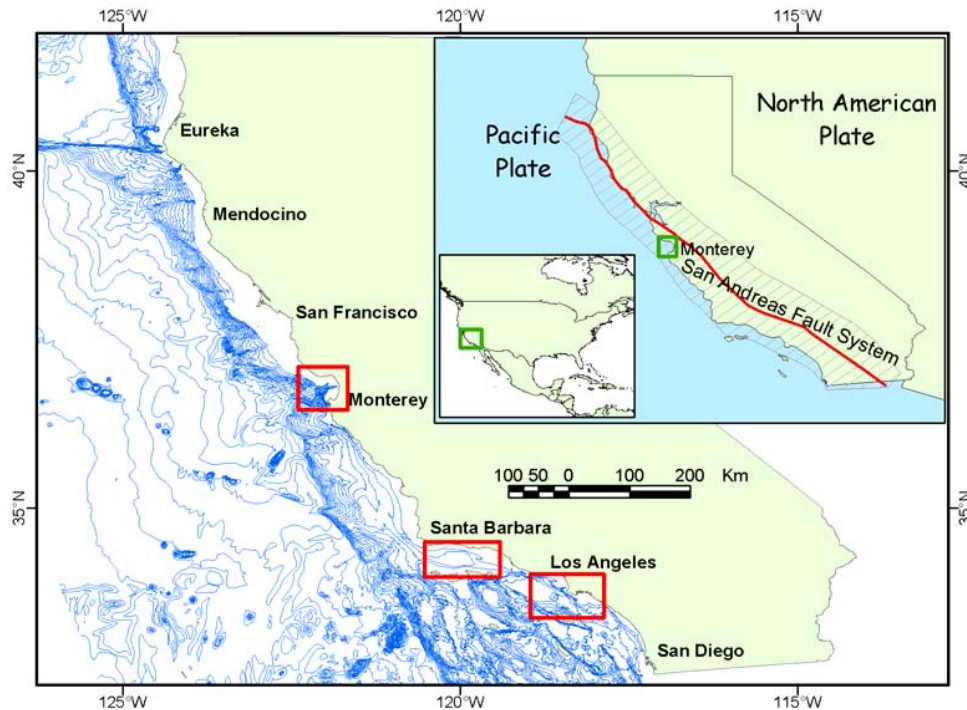 125°W 120°W 115°W
40°N
35°N
Eureka
Mendocino
San Francisco
Monterey
Santa Barbara
Los Angeles
San Diego
100 50 0 100 200 Km
Pacific
Plate
North American
Plate
Monterey
San Andreas Fault System
40°N
35°N
125°W 120°W 115°W